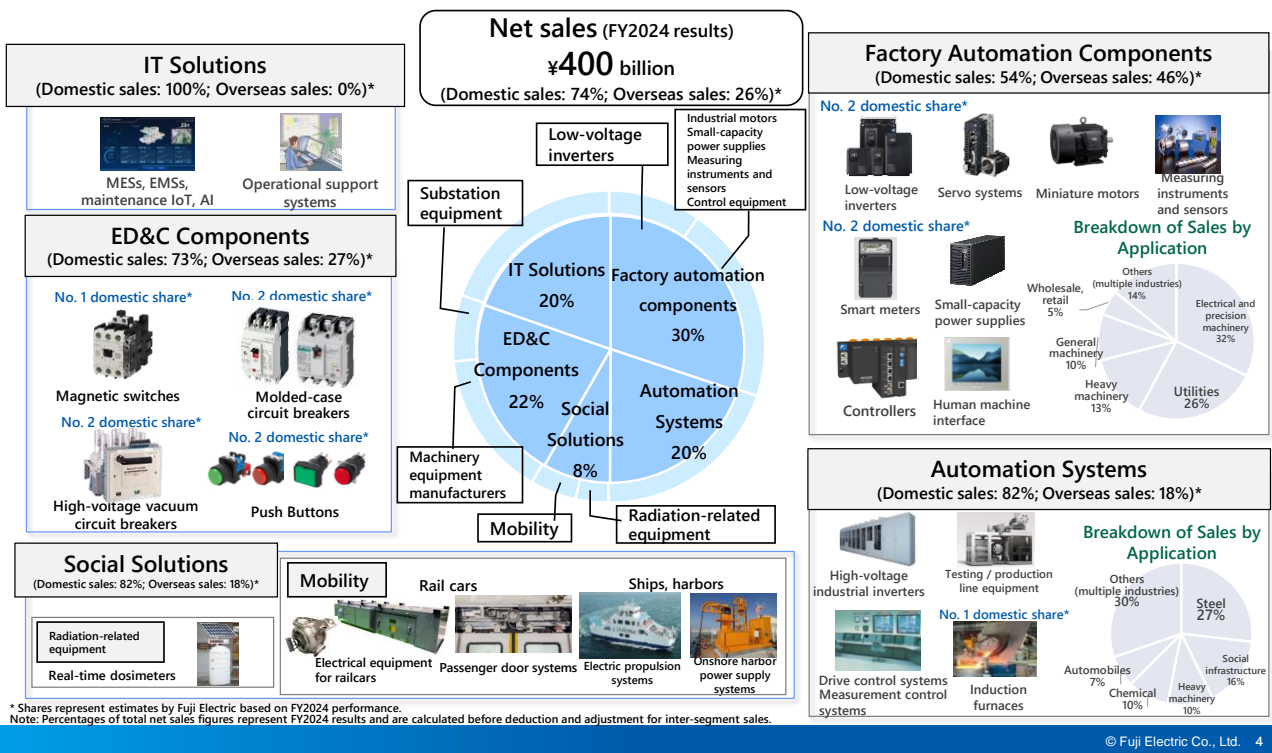 Net sales (FY2024 results)
¥400 billion
(Domestic sales: 74%; Overseas sales: 26%)*
IT Solutions
(Domestic sales: 100%; Overseas sales: 0%)*
MESs, EMSs,
maintenance IoT, AI
Operational support
systems
ED&C Components
(Domestic sales: 73%; Overseas sales: 27%)*
No. 1 domestic share*
No. 2 domestic share*
Magnetic switches
Molded-case
circuit breakers
No. 2 domestic share*
No. 2 domestic share*
High-voltage vacuum
circuit breakers
Push Buttons
Low-voltage
inverters
Industrial motors
Small-capacity
power supplies
Measuring
instruments and
sensors
Control equipment
Substation
equipment
IT Solutions
20%
Factory automation
components
30%
ED&C
Components
22%
Social
Solutions
8%
Automation
Systems
20%
Machinery
equipment
manufacturers
Mobility
Radiation-related
equipment
Factory Automation Components
(Domestic sales: 54%; Overseas sales: 46%)*
No. 2 domestic share*
Low-voltage
inverters
Servo systems
Miniature motors
Measuring
instruments
and sensors
No. 2 domestic share*
Smart meters
Small-capacity
power supplies
Controllers
Human machine
interface
Breakdown of Sales by
Application
Others
(multiple industries)
14%
Wholesale,
retail
5%
Electrical and
precision
machinery
32%
General
machinery
10%
Heavy
machinery
13%
Utilities
26%
Automation Systems
(Domestic sales: 82%; Overseas sales: 18%)*
High-voltage
industrial inverters
Testing / production
line equipment
No. 1 domestic share*
Drive control systems
Measurement control
systems
Induction
furnaces
Breakdown of Sales by
Application
Others
(multiple industries)
30%
Steel
27%
Social
infrastructure
16%
Automobiles
7%
Chemical
10%
Heavy
machinery
10%
Social Solutions
(Domestic sales: 82%; Overseas sales: 18%)*
Radiation-related
equipment
Real-time dosimeters
Mobility
Rail cars
Ships, harbors
Electrical equipment
for railcars
Passenger door systems
Electric propulsion
systems
Onshore harbor
power supply
systems
* Shares represent estimates by Fuji Electric based on FY2024 performance.
Note: Percentages of total net sales figures represent FY2024 results and are calculated before deduction and adjustment for inter-segment sales.
© Fuji Electric Co., Ltd. 4